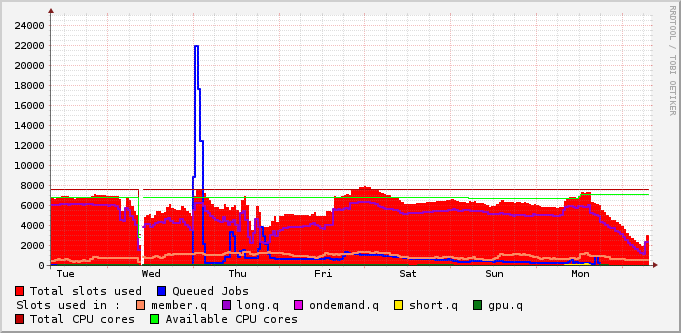 24000
22000
20000
18000
16000
14000
12000
10000
8000
6000
4000
2000
0
Tue Wed Thu Fri Sat Sun Mon
Total slots used Queued Jobs
Slots used in : member.q long.q ondemand.q short.q gpu.q
Total CPU cores Available CPU cores
RRDTOOL / TOBI OETIKER